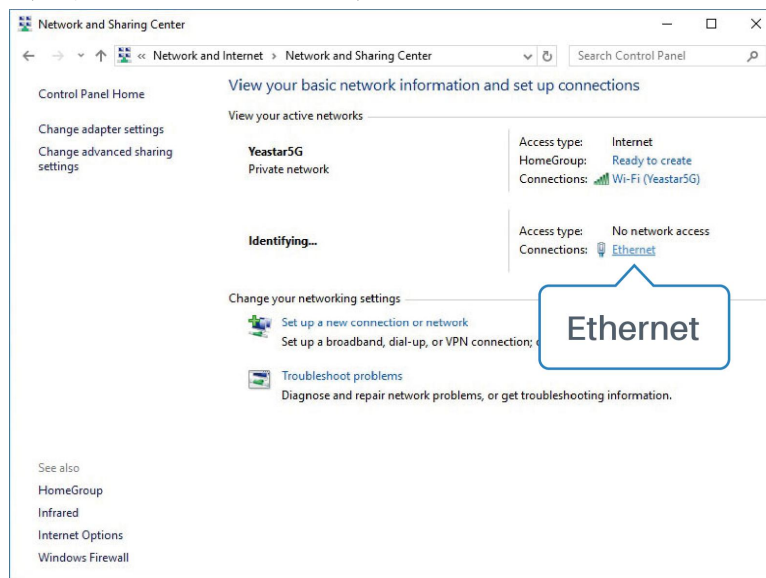 Network and Sharing Center
« Network and Internet › Network and Sharing Center
Search Control Panel
Control Panel Home
Change adapter settings
Change advanced sharing
settings
View your basic network information and set up connections
View your active networks
Yeastar5G
Private network
Access type: Internet
HomeGroup: Ready to create
Connections: Wi-Fi (Yeastar5G)
Identifying...
Access type: No network access
Connections: Ethernet
Ethernet
Change your networking settings
Set up a new connection or network
Set up a broadband, dial-up, or VPN connection;
Troubleshoot problems
Diagnose and repair network problems, or get troubleshooting information.
See also
HomeGroup
Infrared
Internet Options
Windows Firewall